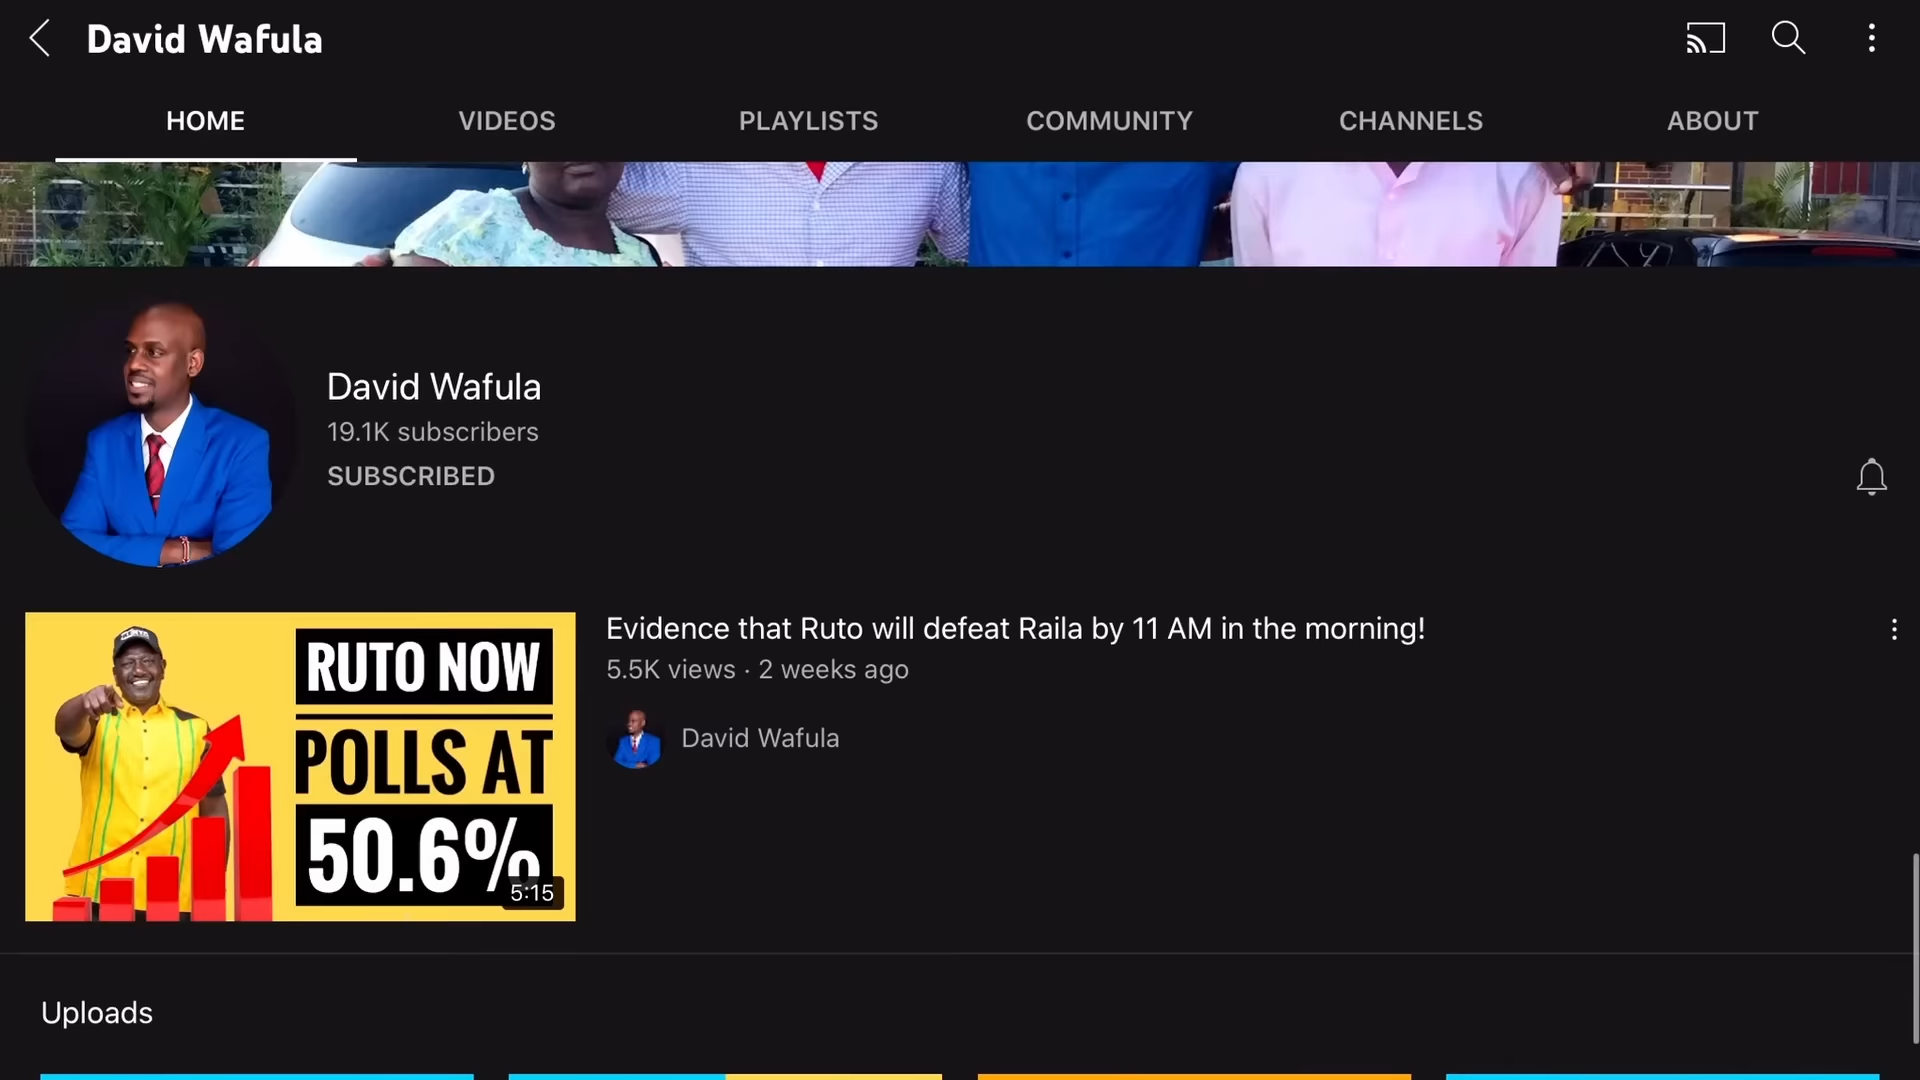 David Wafula
HOME
VIDEOS
PLAYLISTS
COMMUNITY
CHANNELS
ABOUT
David Wafula
19.1K subscribers
SUBSCRIBED
RUTO NOW
POLLS AT
50.6%
5:15
Evidence that Ruto will defeat Raila by 11 AM in the morning!
5.5K views · 2 weeks ago
David Wafula
Uploads